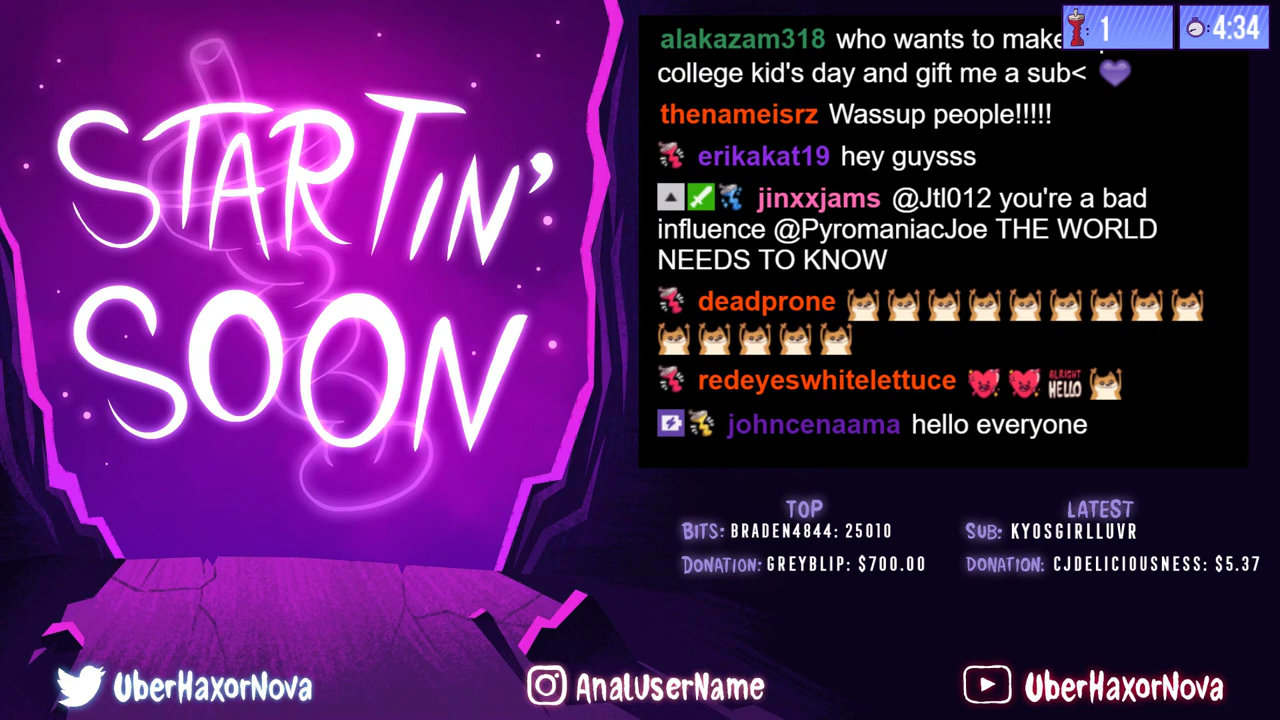 STARTIN'
SOON
alakazam318 who wants to make
college kid's day and gift me a sub<
thenameisrz Wassup people!!!!!
erikakat19 hey guysss
jinxxjams @Jtl012 you're a bad
influence @PyromaniacJoe THE WORLD
NEEDS TO KNOW
deadprone
redeyeswhitelettuce ALRIGHT HELLO
johncenaama hello everyone
: 1
: 4:34
TOP
BITS: BRADEN4844: 25010
DONATION: GREYBLIP: $700.00
LATEST
SUB: KYOSGIRLLUVR
DONATION: CJDELICIOUSNESS: $5.37
UberHaxorNova
AnalUserName
UberHaxorNova